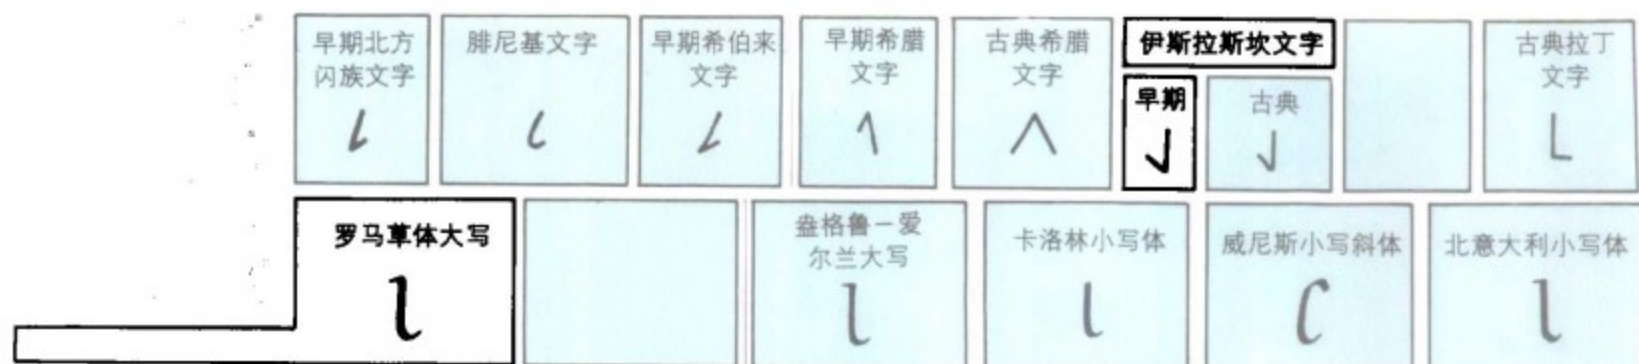 早期北方
闪族文字
腓尼基文字
早期希伯来
文字
早期希腊
文字
古典希腊
文字
伊斯拉斯坎文字
早期
古典
古典拉丁
文字
罗马草体大写
盎格鲁－爱
尔兰大写
卡洛林小写体
威尼斯小写斜体
北意大利小写体